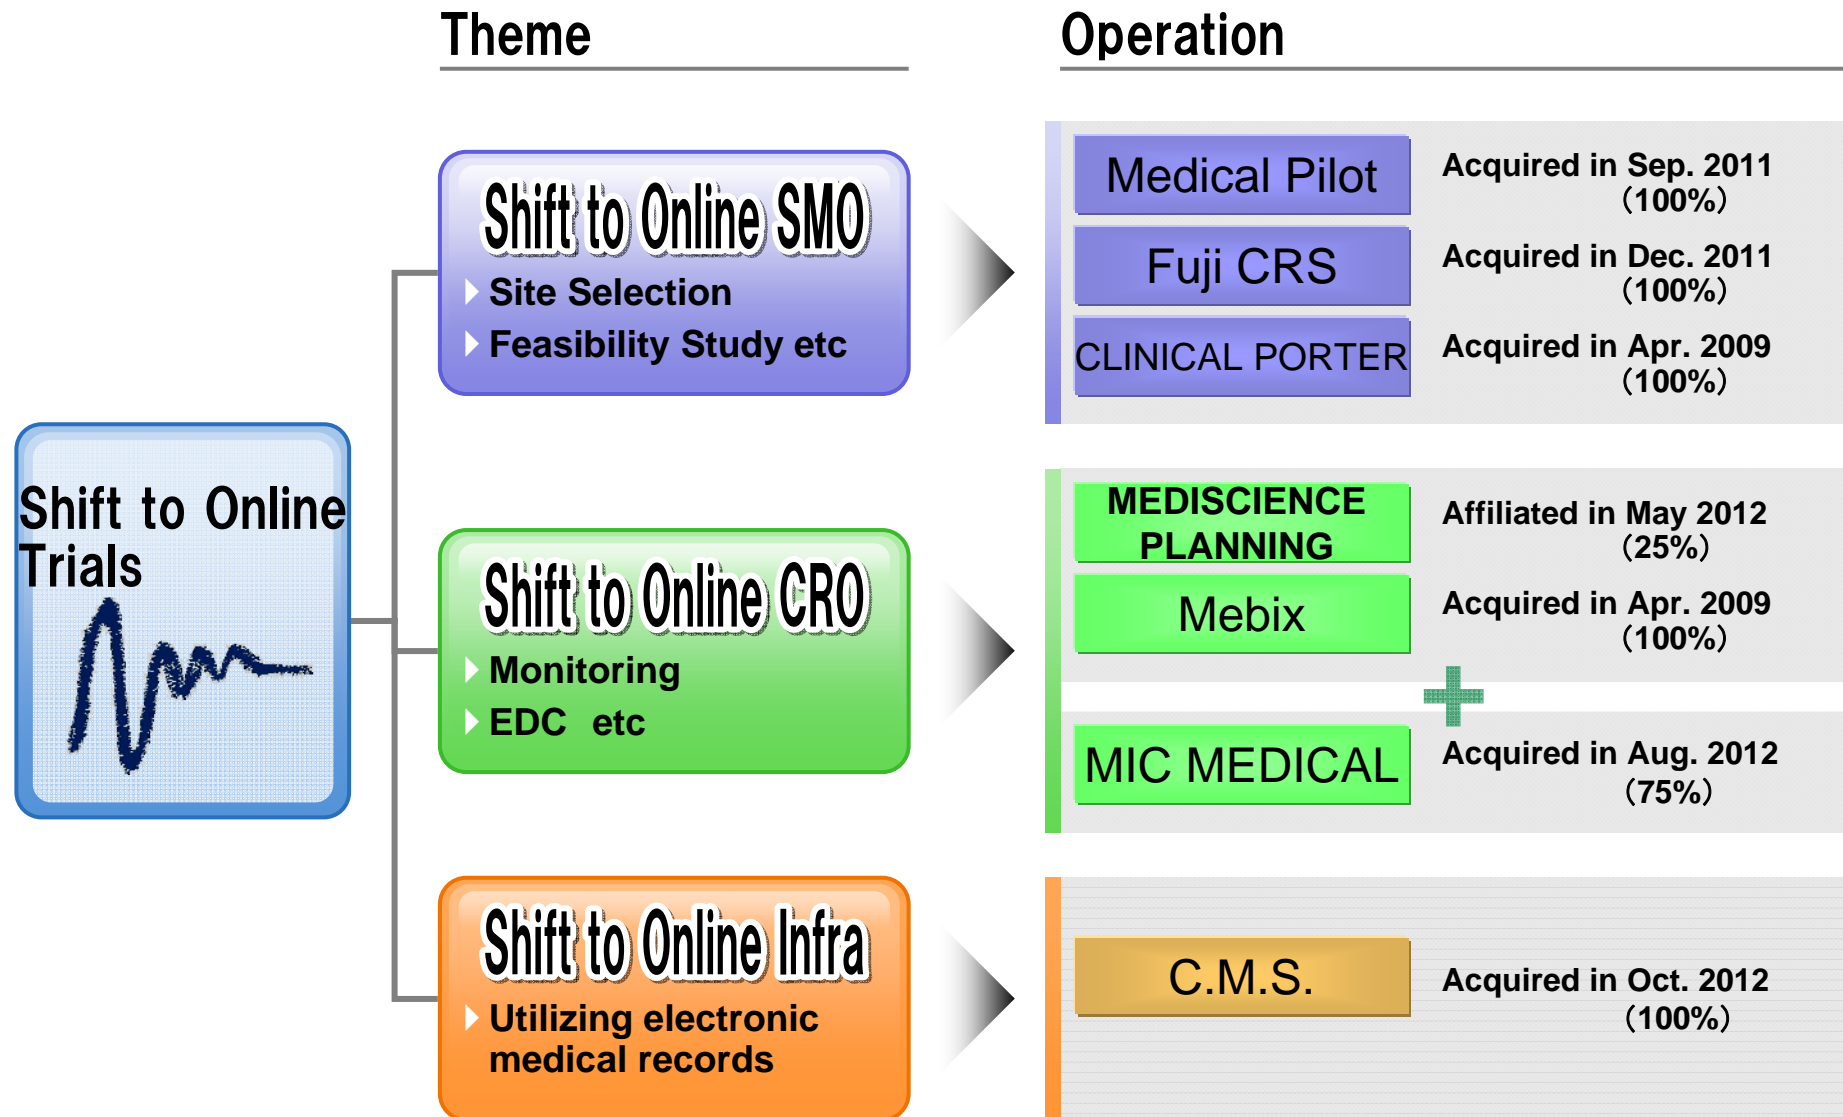 Theme
Operation
Shift to Online
Trials
Shift to Online SMO
Site Selection
Feasibility Study etc
Medical Pilot
Acquired in Sep. 2011
(100%)
Fuji CRS
Acquired in Dec. 2011
(100%)
CLINICAL PORTER
Acquired in Apr. 2009
(100%)
Shift to Online CRO
Monitoring
EDC etc
MEDISCIENCE
PLANNING
Affiliated in May 2012
(25%)
Mebix
Acquired in Apr. 2009
(100%)
MIC MEDICAL
Acquired in Aug. 2012
(75%)
Shift to Online Infra
Utilizing electronic
medical records
C.M.S.
Acquired in Oct. 2012
(100%)